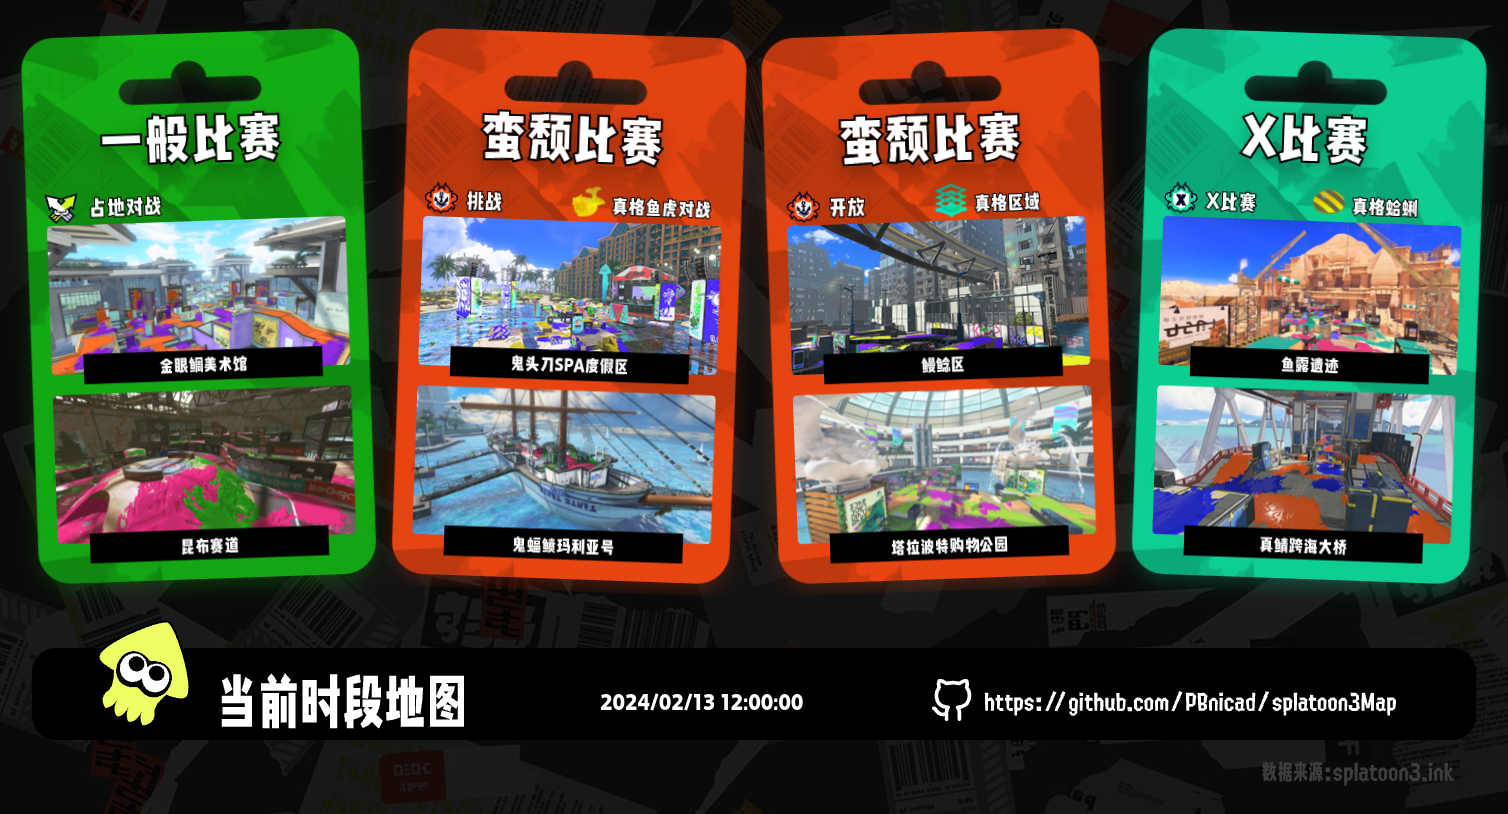 一般比赛
占地对战
金眼鲷美术馆
昆布赛道
蛮颓比赛
挑战
真格鱼虎对战
鬼头刀SPA度假区
鬼蝠鲼玛利亚号
蛮颓比赛
开放
真格区域
鳗鲶区
塔拉波特购物公园
X比赛
X比赛
真格蛤蜊
鱼露遗迹
真鲭跨海大桥
当前时段地图
2024/02/13 12:00:00
https://github.com/PBnicad/splatoon3Map
数据来源:splatoon3.ink